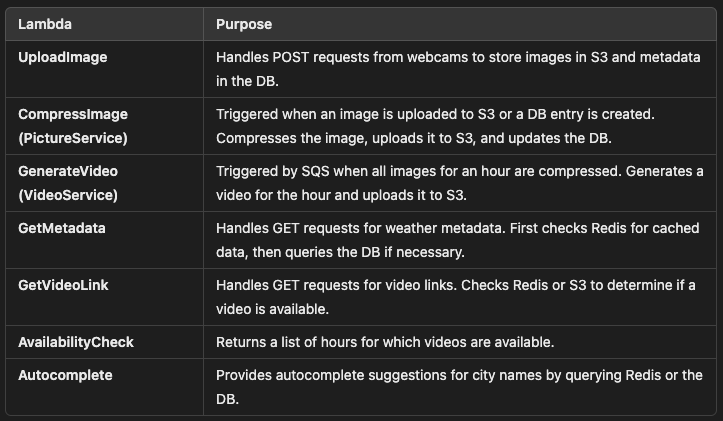 Lambda Purpose
UploadImage Handles POST requests from webcams to store images in S3 and metadata
in the DB.
CompressImage Triggered when an image is uploaded to S3 or a DB entry is created.
(PictureService) Compresses the image, uploads it to S3, and updates the DB.
GenerateVideo Triggered by SQS when all images for an hour are compressed. Generates a
(VideoService) video for the hour and uploads it to S3.
GetMetadata Handles GET requests for weather metadata. First checks Redis for cached
data, then queries the DB if necessary.
GetVideoLink Handles GET requests for video links. Checks Redis or S3 to determine if a
video is available.
AvailabilityCheck Returns a list of hours for which videos are available.
Autocomplete Provides autocomplete suggestions for city names by querying Redis or the
DB.